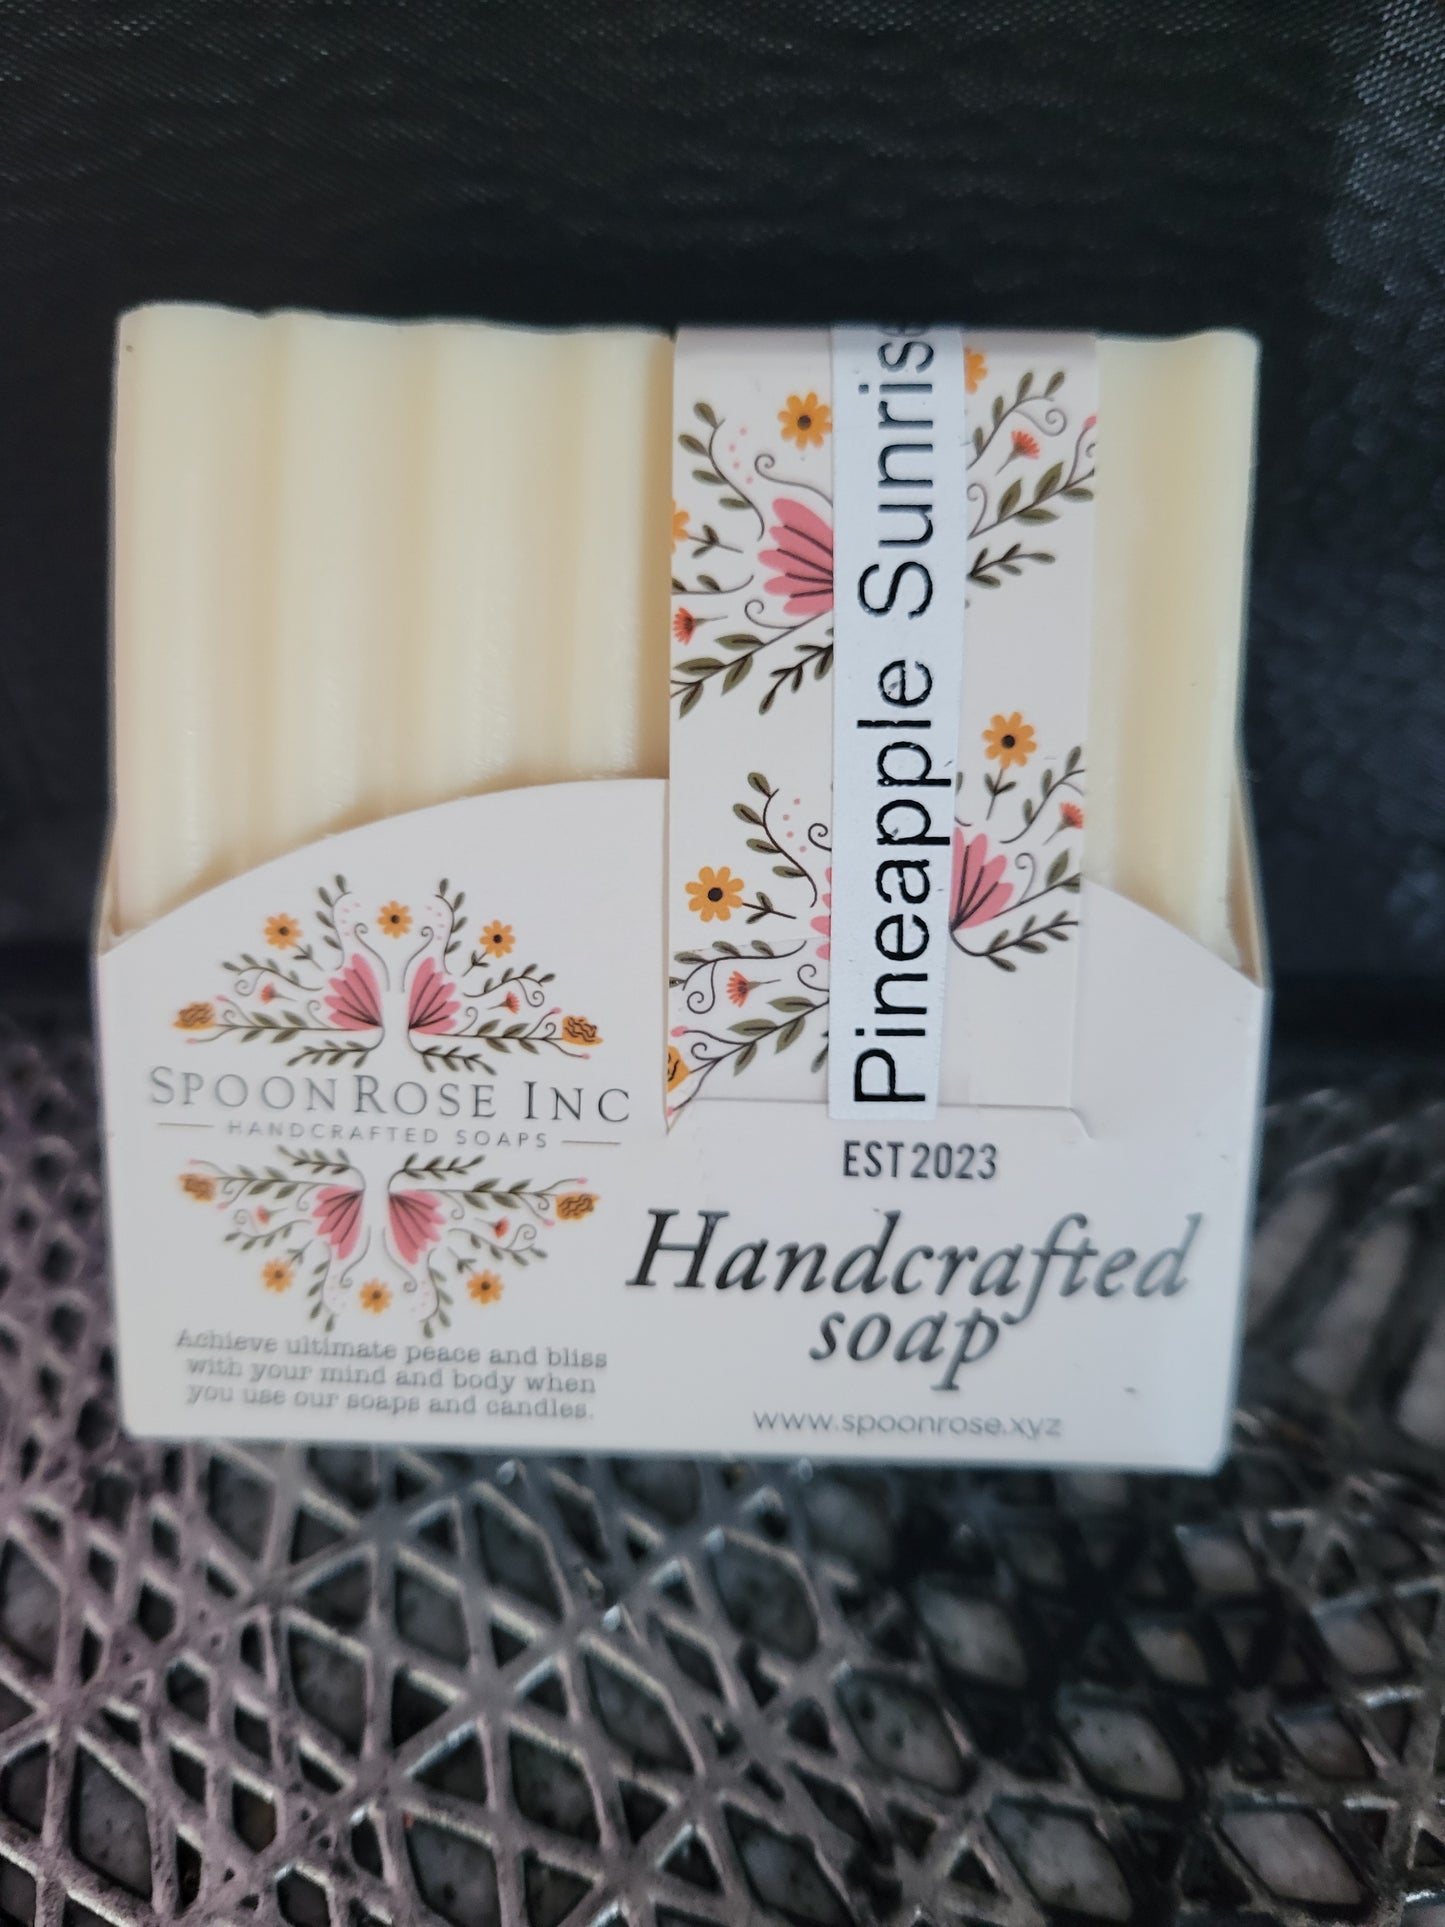 Pineapple Sunrise
SPOONROSE INC
HANDCRAFTED SOAPS
Achieve ultimate peace and bliss
with your mind and body when
you use our soaps and candles.
EST 2023
Handcrafted
soap
www.spoonrose.xyz